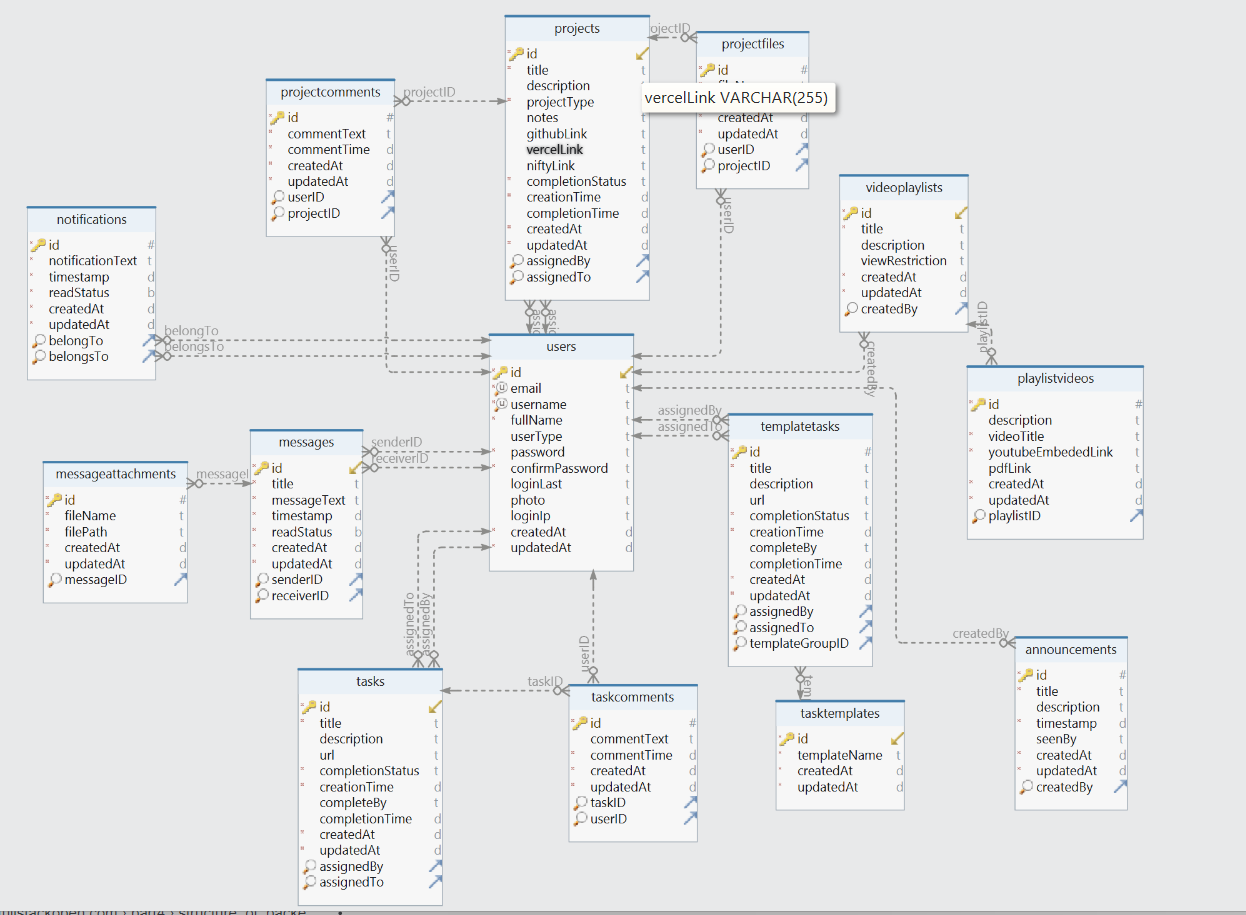 projects
id
title
description
projectType
notes
githubLink
vercelLink
niftyLink
completionStatus
creationTime
completionTime
createdAt
updatedAt
assignedBy
assignedTo
ojectID
projectfiles
id #
vercelLink VARCHAR(255)
createdAt d
updatedAt d
userID
projectID
userID
projectcomments
id #
commentText t
commentTime d
createdAt d
updatedAt d
userID
projectID
projectID
userID
notifications
id #
notificationText t
timestamp d
readStatus b
createdAt d
updatedAt d
belongTo
belongsTo
belongTo
belongsTo
videoplaylists
id
title t
description t
viewRestriction t
createdAt d
updatedAt d
createdBy
createdBy
users
id
email t
username t
fullName t
userType t
password t
confirmPassword t
loginLast t
photo t
loginIp t
createdAt d
updatedAt d
playlistvideos
id #
description t
videoTitle t
youtubeEmbededLink t
pdfLink t
createdAt d
updatedAt d
playlistID
messages
id
title t
messageText t
timestamp d
readStatus b
createdAt d
updatedAt d
senderID
receiverID
senderID
receiverID
messageattachments
id #
fileName t
filePath t
createdAt d
updatedAt d
messageID
messageI
assignedBy
assignedTo
templatetasks
id #
title t
description t
url t
completionStatus t
creationTime d
completeBy t
completionTime d
createdAt d
updatedAt d
assignedBy
assignedTo
templateGroupID
tem
tasktemplates
id
templateName t
createdAt d
updatedAt d
createdBy
announcements
id #
title t
description t
timestamp d
seenBy t
createdAt d
updatedAt d
createdBy
assignedTo
assignedBy
tasks
id
title t
description t
url t
completionStatus t
creationTime d
completeBy t
completionTime d
createdAt d
updatedAt d
assignedBy
assignedTo
taskID
userID
taskcomments
id #
commentText t
commentTime d
createdAt d
updatedAt d
taskID
userID